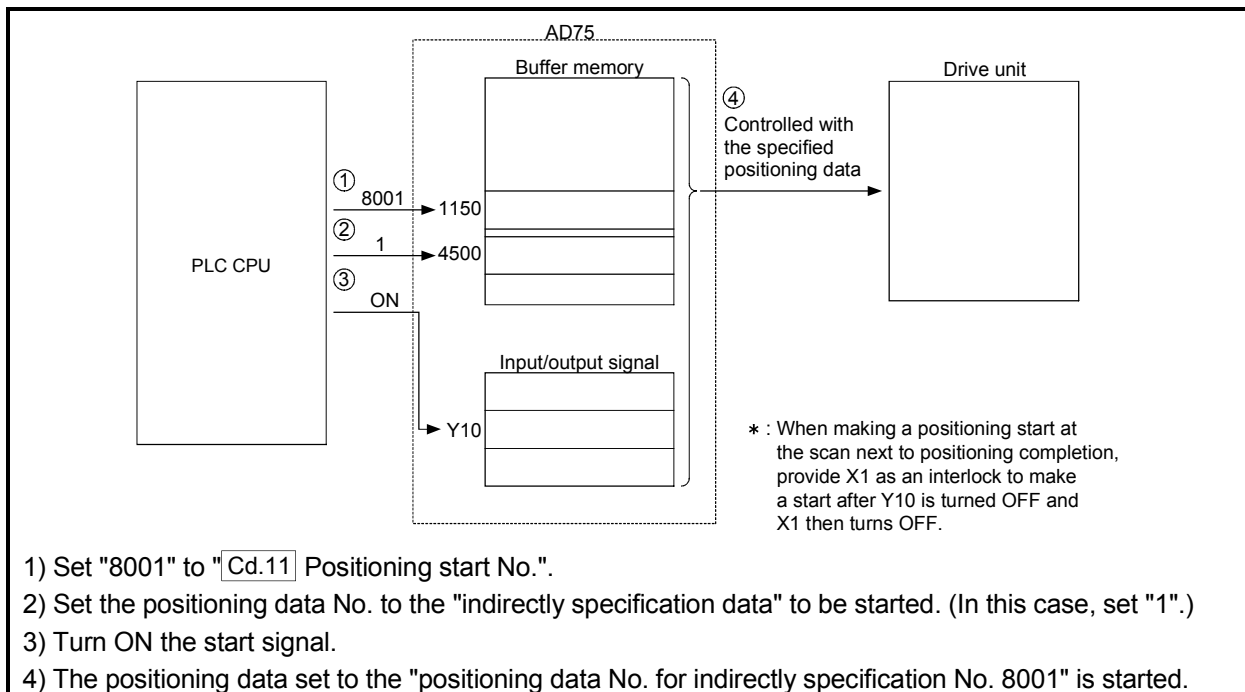 AD75
Buffer memory
Drive unit
④
Controlled with
the specified
positioning data
①
8001
1150
②
1
4500
PLC CPU
③
ON
Input/output signal
Y10
* : When making a positioning start at
the scan next to positioning completion,
provide X1 as an interlock to make
a start after Y10 is turned OFF and
X1 then turns OFF.
1) Set "8001" to "Cd.11 Positioning start No.".
2) Set the positioning data No. to the "indirectly specification data" to be started. (In this case, set "1".)
3) Turn ON the start signal.
4) The positioning data set to the "positioning data No. for indirectly specification No. 8001" is started.